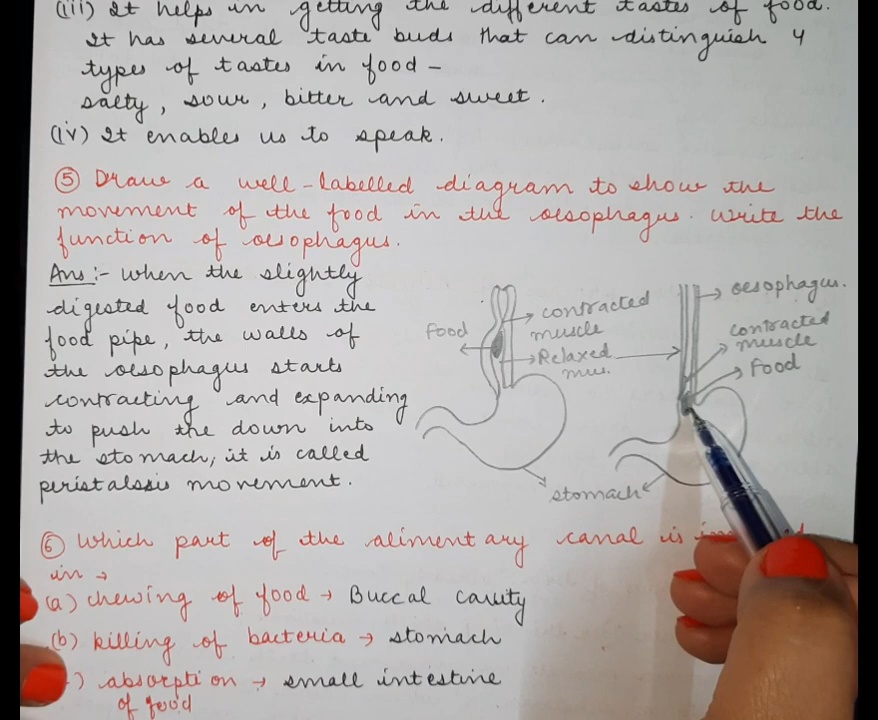 (iii) It helps in getting the different tastes of food.
It has several taste buds that can distinguish 4
types of tastes in food –
salty, sour, bitter and sweet.
(iv) It enables us to speak.
⑤ Draw a well-labelled diagram to show the
movement of the food in the oesophagus. Write the
function of oesophagus.
Ans :- When the slightly
digested food enters the
food pipe, the walls of
the oesophagus starts
contracting and expanding
to push the down into
the stomach, it is called
peristalsis movement.
Food
contracted
muscle
Relaxed
mus.
oesophagus.
contracted
muscle
Food
stomach
⑥ Which part of the alimentary canal is
in →
(a) chewing of food → Buccal cavity
(b) killing of bacteria → stomach
) absorption → small intestine
of food